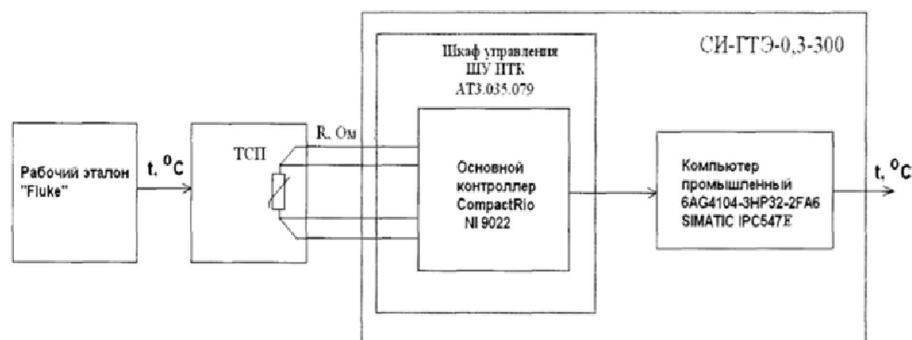 СИ-ГТЭ-0,3-300
Шкаф управления
ШУ ПТК
АТ3.035.079
R, Ом
ТСП
t, °C
Рабочий эталон
"Fluke"
Основной
контроллер
CompactRio
NI 9022
Компьютер
промышленный
6AG4104-3HP32-2FA6
SIMATIC IPC547E
t, °C